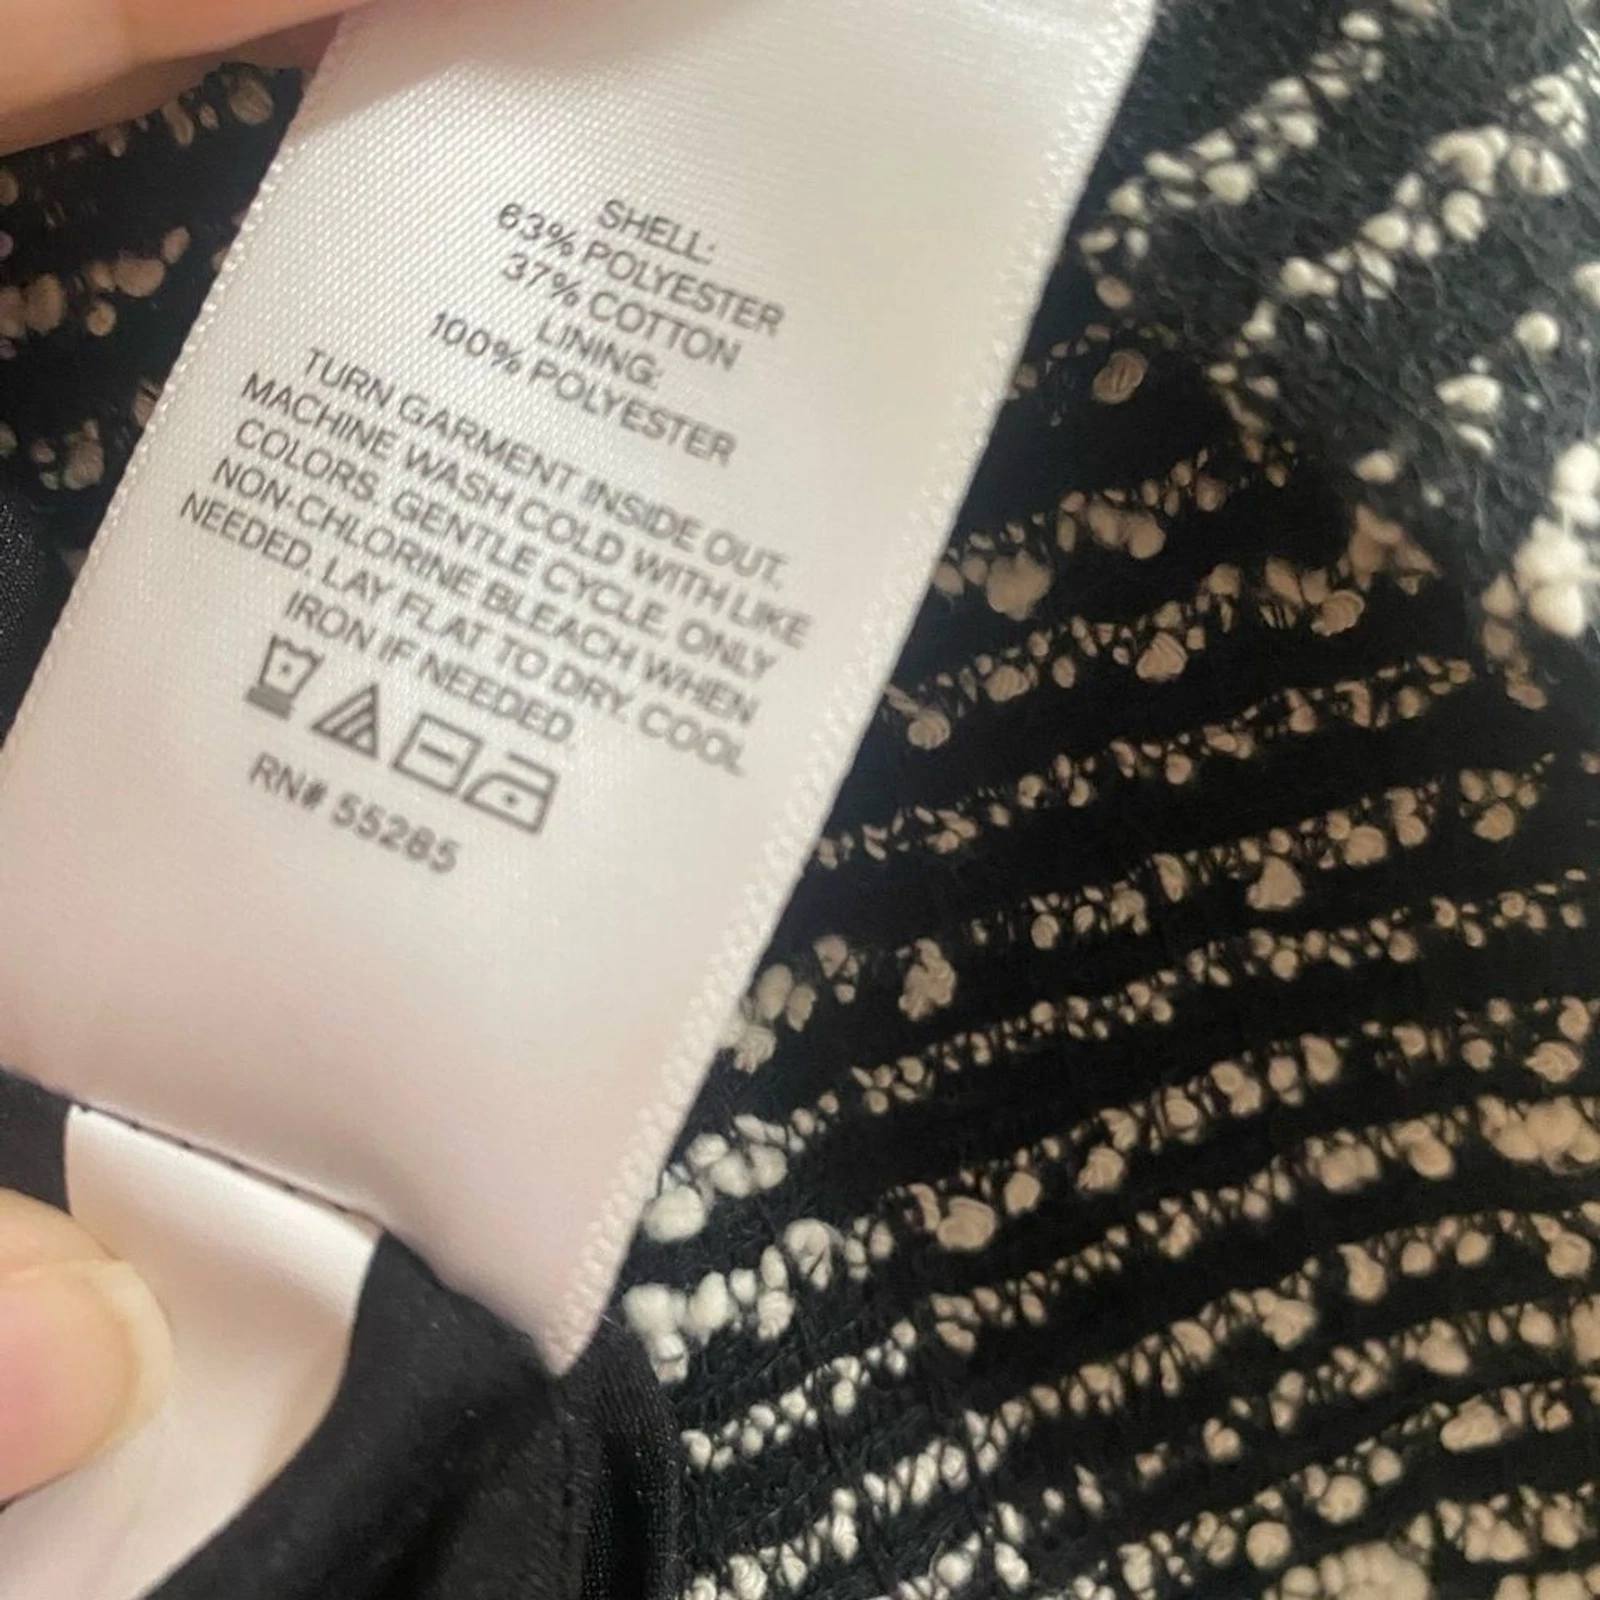 SHELL:
63% POLYESTER
37% COTTON
LINING:
100% POLYESTER
TURN GARMENT INSIDE OUT.
MACHINE WASH COLD WITH LIKE
COLORS. GENTLE CYCLE. ONLY
NON-CHLORINE BLEACH WHEN
NEEDED. LAY FLAT TO DRY. COOL
IRON IF NEEDED.
RN# 55285